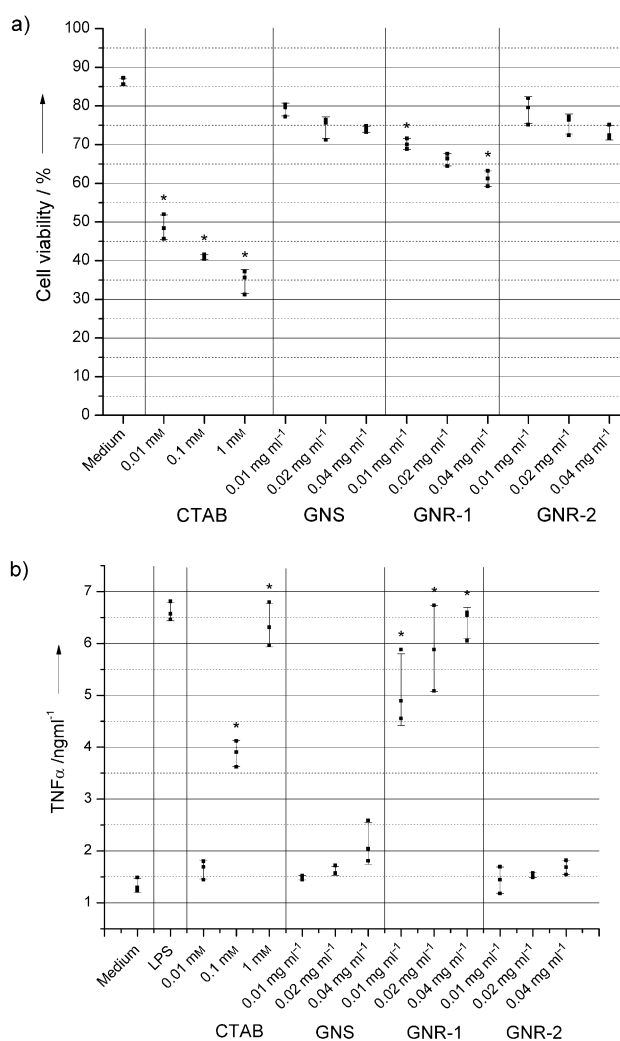 a)
Cell viability / %
100
90
80
70
60
50
40
30
20
10
0
*
*
*
*
*
Medium
0.01 mM
0.1 mM
1 mM
0.01 mg ml⁻¹
0.02 mg ml⁻¹
0.04 mg ml⁻¹
0.01 mg ml⁻¹
0.02 mg ml⁻¹
0.04 mg ml⁻¹
0.01 mg ml⁻¹
0.02 mg ml⁻¹
0.04 mg ml⁻¹
CTAB
GNS
GNR-1
GNR-2
b)
TNFα /ngml⁻¹
7
6
5
4
3
2
1
*
*
*
*
*
Medium
LPS
0.01 mM
0.1 mM
1 mM
0.01 mg ml⁻¹
0.02 mg ml⁻¹
0.04 mg ml⁻¹
0.01 mg ml⁻¹
0.02 mg ml⁻¹
0.04 mg ml⁻¹
0.01 mg ml⁻¹
0.02 mg ml⁻¹
0.04 mg ml⁻¹
CTAB
GNS
GNR-1
GNR-2